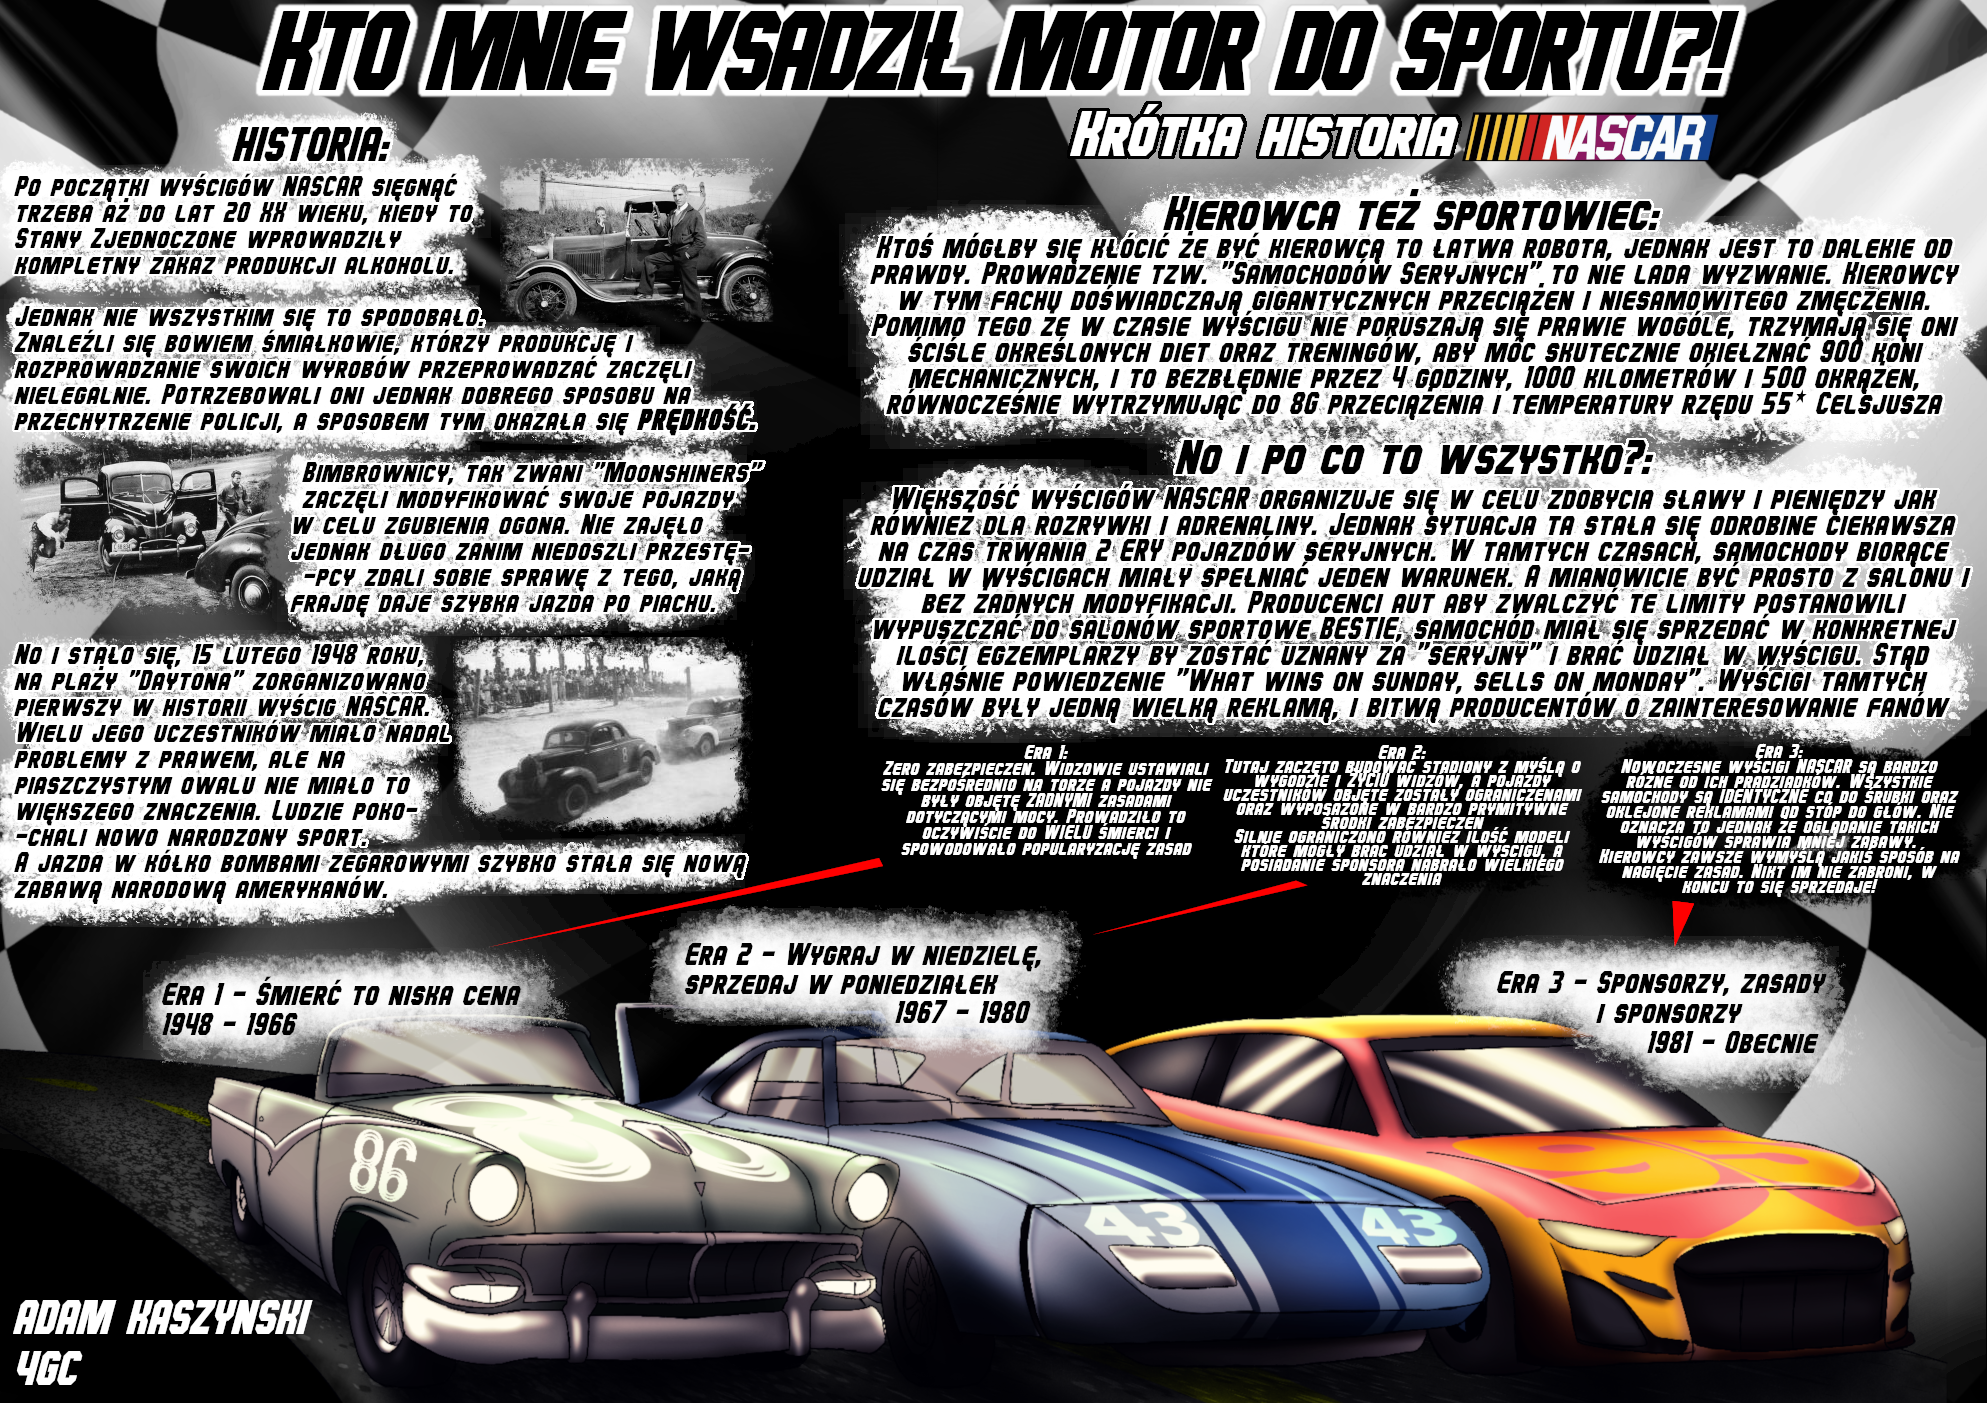 KTO MNIE WSADZIŁ MOTOR DO SPORTU?!
KRÓTKA HISTORIA NASCAR
HISTORIA:
PO POCZĄTKI WYŚCIGÓW NASCAR SIĘGNĄĆ
TRZEBA AŻ DO LAT 20 XX WIEKU, KIEDY TO
STANY ZJEDNOCZONE WPROWADZIŁY
KOMPLETNY ZAKAZ PRODUKCJI ALKOHOLU.
JEDNAK NIE WSZYSTKIM SIĘ TO SPODOBAŁO.
ZNALEŹLI SIĘ BOWIEM ŚMIAŁKOWIE, KTÓRZY PRODUKCJĘ I
ROZPROWADZANIE SWOICH WYROBÓW PRZEPROWADZAĆ ZACZĘLI
NIELEGALNIE. POTRZEBOWALI ONI JEDNAK DOBREGO SPOSOBU NA
PRZECHYTRZENIE POLICJI, A SPOSOBEM TYM OKAZAŁA SIĘ PRĘDKOŚĆ.
BIMBROWNICY, TAK ZWANI "MOONSHINERS"
ZACZĘLI MODYFIKOWAĆ SWOJE POJAZDY
W CELU ZGUBIENIA OGONA. NIE ZAJĘŁO
JEDNAK DŁUGO ZANIM NIEDOSZLI PRZESTĘ-
-PCY ZDALI SOBIE SPRAWĘ Z TEGO, JAKĄ
FRAJDĘ DAJE SZYBKA JAZDA PO PIACHU.
NO I STAŁO SIĘ, 15 LUTEGO 1948 ROKU,
NA PLAŻY "DAYTONA" ZORGANIZOWANO
PIERWSZY W HISTORII WYŚCIG NASCAR.
WIELU JEGO UCZESTNIKÓW MIAŁO NADAL
PROBLEMY Z PRAWEM, ALE NA
PIASZCZYSTYM OWALU NIE MIAŁO TO
WIĘKSZEGO ZNACZENIA. LUDZIE POKO-
-CHALI NOWO NARODZONY SPORT.
A JAZDA W KÓŁKO BOMBAMI ZEGAROWYMI SZYBKO STAŁA SIĘ NOWĄ
ZABAWĄ NARODOWĄ AMERYKANÓW.
KIEROWCA TEŻ SPORTOWIEC:
KTOŚ MÓGŁBY SIĘ KŁÓCIĆ ŻE BYĆ KIEROWCĄ TO ŁATWA ROBOTA, JEDNAK JEST TO DALEKIE OD
PRAWDY. PROWADZENIE TZW. "SAMOCHODÓW SERYJNYCH" TO NIE LADA WYZWANIE. KIEROWCY
W TYM FACHU DOŚWIADCZAJĄ GIGANTYCZNYCH PRZECIĄŻEN I NIESAMOWITEGO ZMĘCZENIA.
POMIMO TEGO ŻE W CZASIE WYŚCIGU NIE PORUSZAJĄ SIĘ PRAWIE WOGÓLE, TRZYMAJĄ SIĘ ONI
ŚCIŚLE OKREŚLONYCH DIET ORAZ TRENINGÓW, ABY MÓC SKUTECZNIE OKIEŁZNAĆ 900 KONI
MECHANICZNYCH, I TO BEZBŁĘDNIE PRZEZ 4 GODZINY, 1000 KILOMETRÓW I 500 OKRĄŻEN,
RÓWNOCZEŚNIE WYTRZYMUJĄC DO 8G PRZECIĄŻENIA I TEMPERATURY RZĘDU 55* CELSJUSZA
NO I PO CO TO WSZYSTKO?:
WIĘKSZOŚĆ WYŚCIGÓW NASCAR ORGANIZUJE SIĘ W CELU ZDOBYCIA SŁAWY I PIENIĘDZY JAK
RÓWNIEŻ DLA ROZRYWKI I ADRENALINY. JEDNAK SYTUACJA TA STAŁA SIĘ ODROBINE CIEKAWSZA
NA CZAS TRWANIA 2 ERY POJAZDÓW SERYJNYCH. W TAMTYCH CZASACH, SAMOCHODY BIORĄCE
UDZIAŁ W WYŚCIGACH MIAŁY SPEŁNIAĆ JEDEN WARUNEK. A MIANOWICIE BYĆ PROSTO Z SALONU I
BEZ ŻADNYCH MODYFIKACJI. PRODUCENCI AUT ABY ZWALCZYĆ TE LIMITY POSTANOWILI
WYPUSZCZAĆ DO SALONÓW SPORTOWE BESTIE, SAMOCHÓD MIAŁ SIĘ SPRZEDAĆ W KONKRETNEJ
ILOŚCI EGZEMPLARZY BY ZOSTAĆ UZNANY ZA "SERYJNY" I BRAĆ UDZIAŁ W WYŚCIGU. STĄD
WŁAŚNIE POWIEDZENIE "WHAT WINS ON SUNDAY, SELLS ON MONDAY". WYŚCIGI TAMTYCH
CZASÓW BYŁY JEDNĄ WIELKĄ REKLAMĄ, I BITWĄ PRODUCENTÓW O ZAINTERESOWANIE FANÓW
ERA 1:
ZERO ZABEZPIECZEN. WIDZOWIE USTAWIALI
SIĘ BEZPOŚREDNIO NA TORZE A POJAZDY NIE
BYŁY OBJĘTE ŻADNYMI ZASADAMI
DOTYCZĄCYMI MOCY. PROWADZIŁO TO
OCZYWIŚCIE DO WIELU ŚMIERCI I
SPOWODOWAŁO POPULARYZACJĘ ZASAD
ERA 2:
TUTAJ ZACZĘTO BUDOWAĆ STADIONY Z MYŚLĄ O
WYGODZIE I ŻYCIU WIDZÓW, A POJAZDY
UCZESTNIKÓW OBJĘTE ZOSTAŁY OGRANICZENAMI
ORAZ WYPOSAŻONE W BARDZO PRYMITYWNE
ŚRODKI ZABEZPIECZEN
SILNIE OGRANICZONO RÓWNIEŻ ILOŚĆ MODELI
KTÓRE MOGŁY BRAĆ UDZIAŁ W WYŚCIGU, A
POSIADANIE SPONSORA NABRAŁO WIELKIEGO
ZNACZENIA
ERA 3:
NOWOCZESNE WYŚCIGI NASCAR SĄ BARDZO
RÓŻNE OD ICH PRADZIADKÓW. WSZYSTKIE
SAMOCHODY SĄ IDENTYCZNE CO DO ŚRUBKI ORAZ
OKLEJONE REKLAMAMI OD STÓP DO GŁÓW. NIE
OZNACZA TO JEDNAK ŻE OGLĄDANIE TAKICH
WYŚCIGÓW SPRAWIA MNIEJ ZABAWY.
KIEROWCY ZAWSZE WYMYŚLĄ JAKIŚ SPOSÓB NA
NAGIĘCIE ZASAD. NIKT IM NIE ZABRONI, W
KOŃCU TO SIĘ SPRZEDAJE!
ERA 1 - ŚMIERĆ TO NISKA CENA
1948 - 1966
ERA 2 - WYGRAJ W NIEDZIELĘ,
SPRZEDAJ W PONIEDZIAŁEK
1967 - 1980
ERA 3 - SPONSORZY, ZASADY
I SPONSORZY
1981 - OBECNIE
86
43
43
ADAM KASZYNSKI
4GC